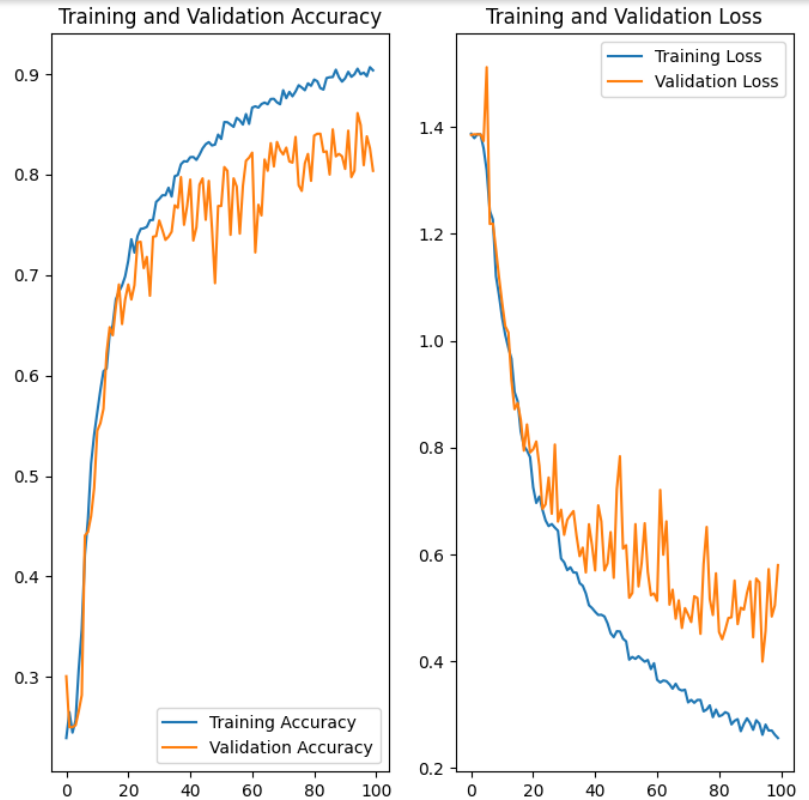 Training and Validation Accuracy
0.9
0.8
0.7
0.6
0.5
0.4
0.3
Training Accuracy
Validation Accuracy
0 20 40 60 80 100
Training and Validation Loss
Training Loss
Validation Loss
1.4
1.2
1.0
0.8
0.6
0.4
0.2
0 20 40 60 80 100